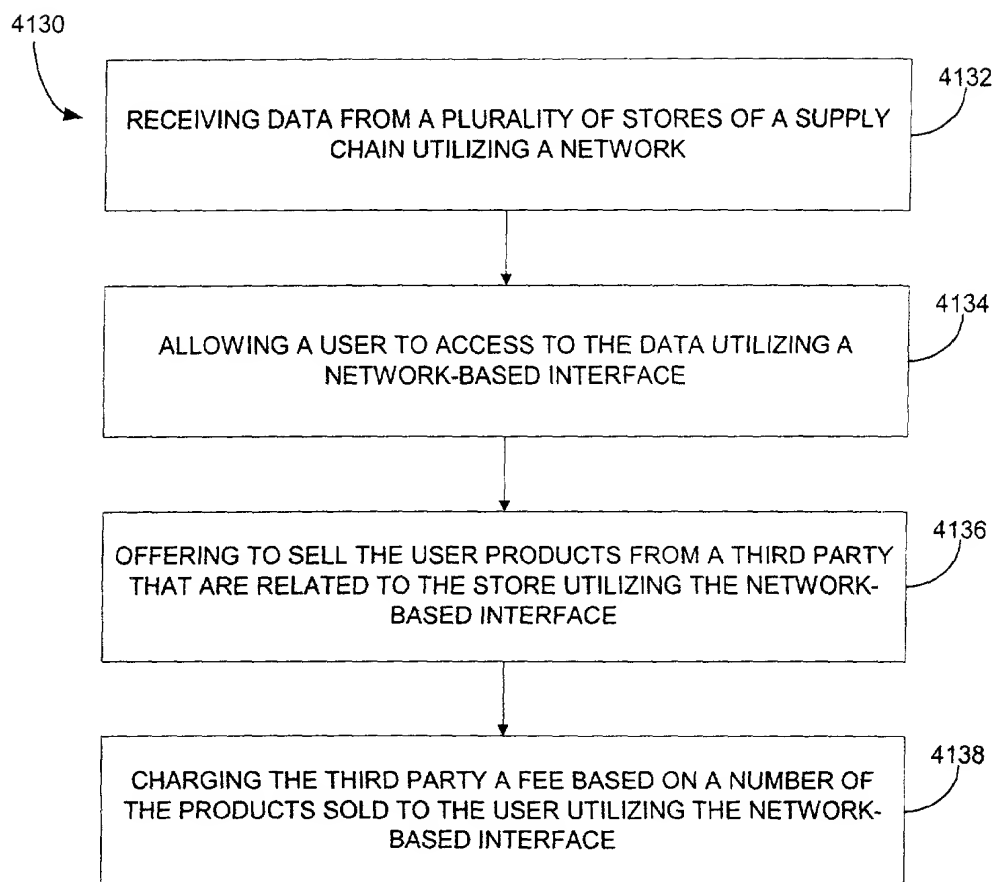 4130
4132
RECEIVING DATA FROM A PLURALITY OF STORES OF A SUPPLY
CHAIN UTILIZING A NETWORK
4134
ALLOWING A USER TO ACCESS TO THE DATA UTILIZING A
NETWORK-BASED INTERFACE
4136
OFFERING TO SELL THE USER PRODUCTS FROM A THIRD PARTY
THAT ARE RELATED TO THE STORE UTILIZING THE NETWORK-
BASED INTERFACE
4138
CHARGING THE THIRD PARTY A FEE BASED ON A NUMBER OF
THE PRODUCTS SOLD TO THE USER UTILIZING THE NETWORK-
BASED INTERFACE